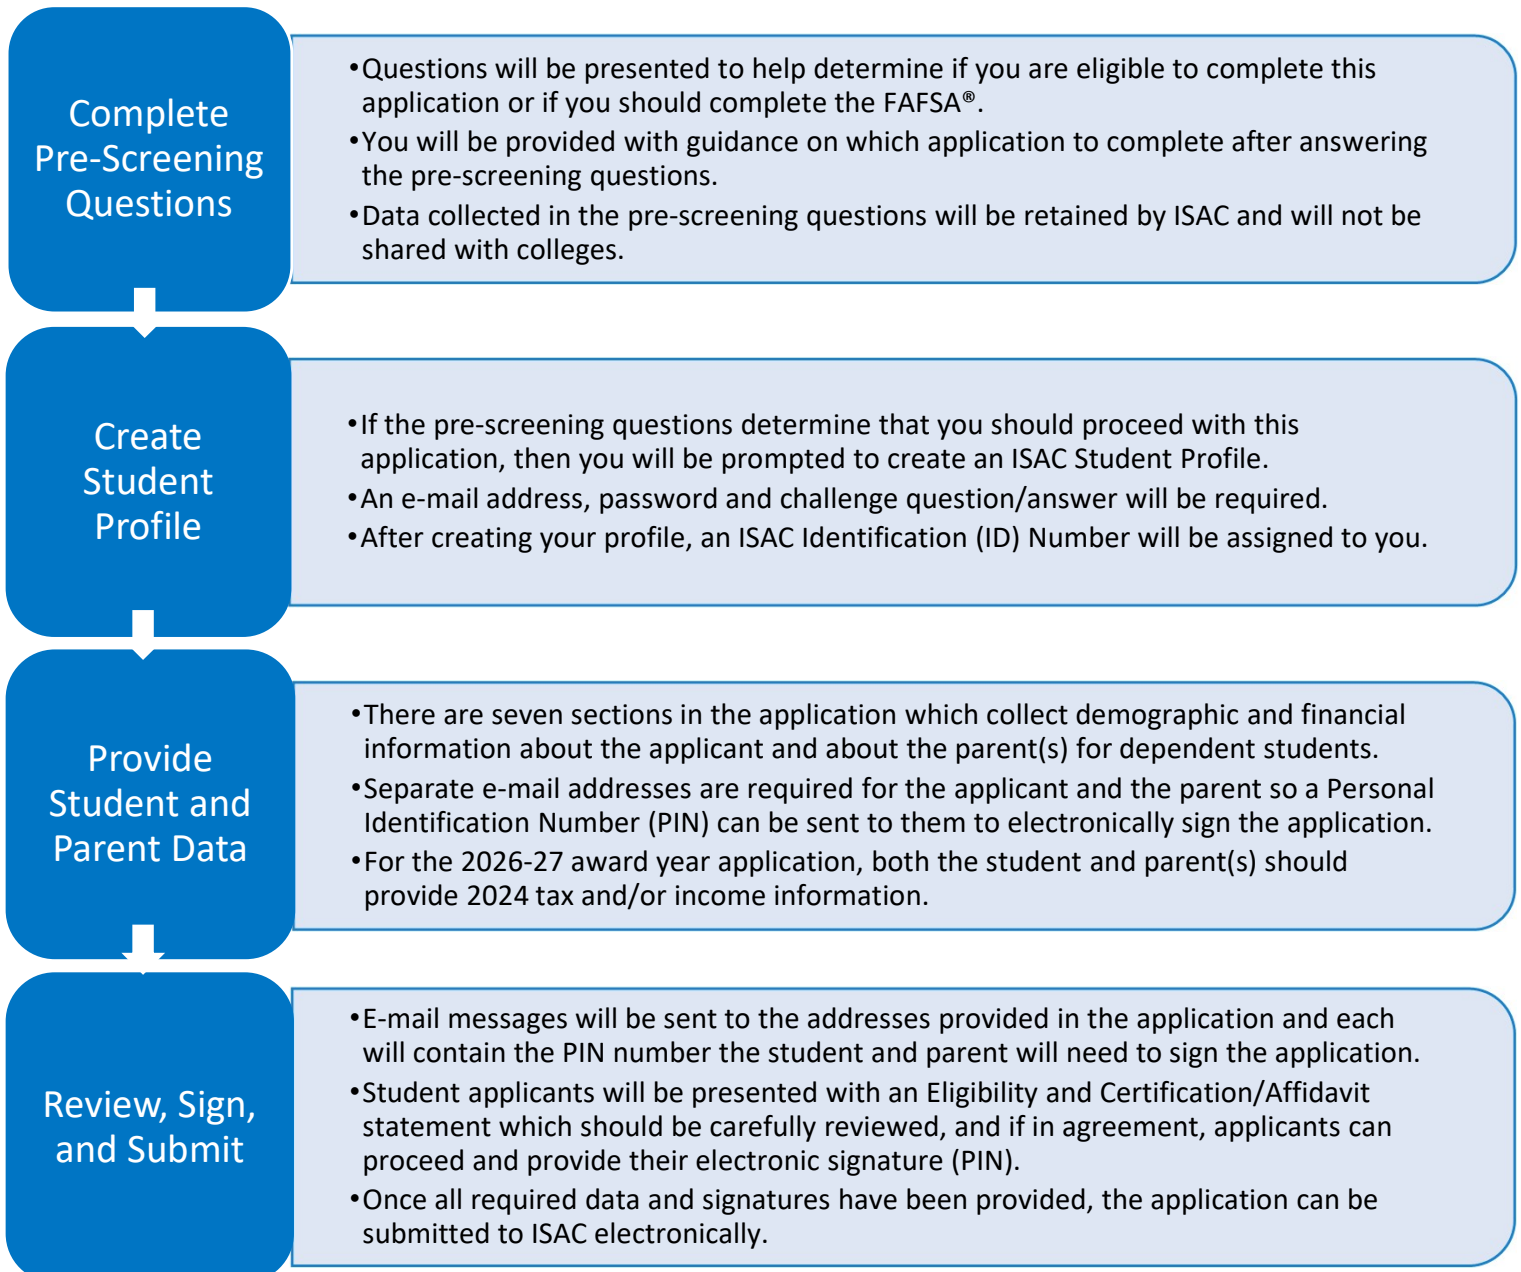 Complete
Pre-Screening
Questions
•Questions will be presented to help determine if you are eligible to complete this
application or if you should complete the FAFSA®.
•You will be provided with guidance on which application to complete after answering
the pre-screening questions.
•Data collected in the pre-screening questions will be retained by ISAC and will not be
shared with colleges.
Create
Student
Profile
•If the pre-screening questions determine that you should proceed with this
application, then you will be prompted to create an ISAC Student Profile.
•An e-mail address, password and challenge question/answer will be required.
•After creating your profile, an ISAC Identification (ID) Number will be assigned to you.
Provide
Student and
Parent Data
•There are seven sections in the application which collect demographic and financial
information about the applicant and about the parent(s) for dependent students.
•Separate e-mail addresses are required for the applicant and the parent so a Personal
Identification Number (PIN) can be sent to them to electronically sign the application.
•For the 2026-27 award year application, both the student and parent(s) should
provide 2024 tax and/or income information.
Review, Sign,
and Submit
•E-mail messages will be sent to the addresses provided in the application and each
will contain the PIN number the student and parent will need to sign the application.
•Student applicants will be presented with an Eligibility and Certification/Affidavit
statement which should be carefully reviewed, and if in agreement, applicants can
proceed and provide their electronic signature (PIN).
•Once all required data and signatures have been provided, the application can be
submitted to ISAC electronically.